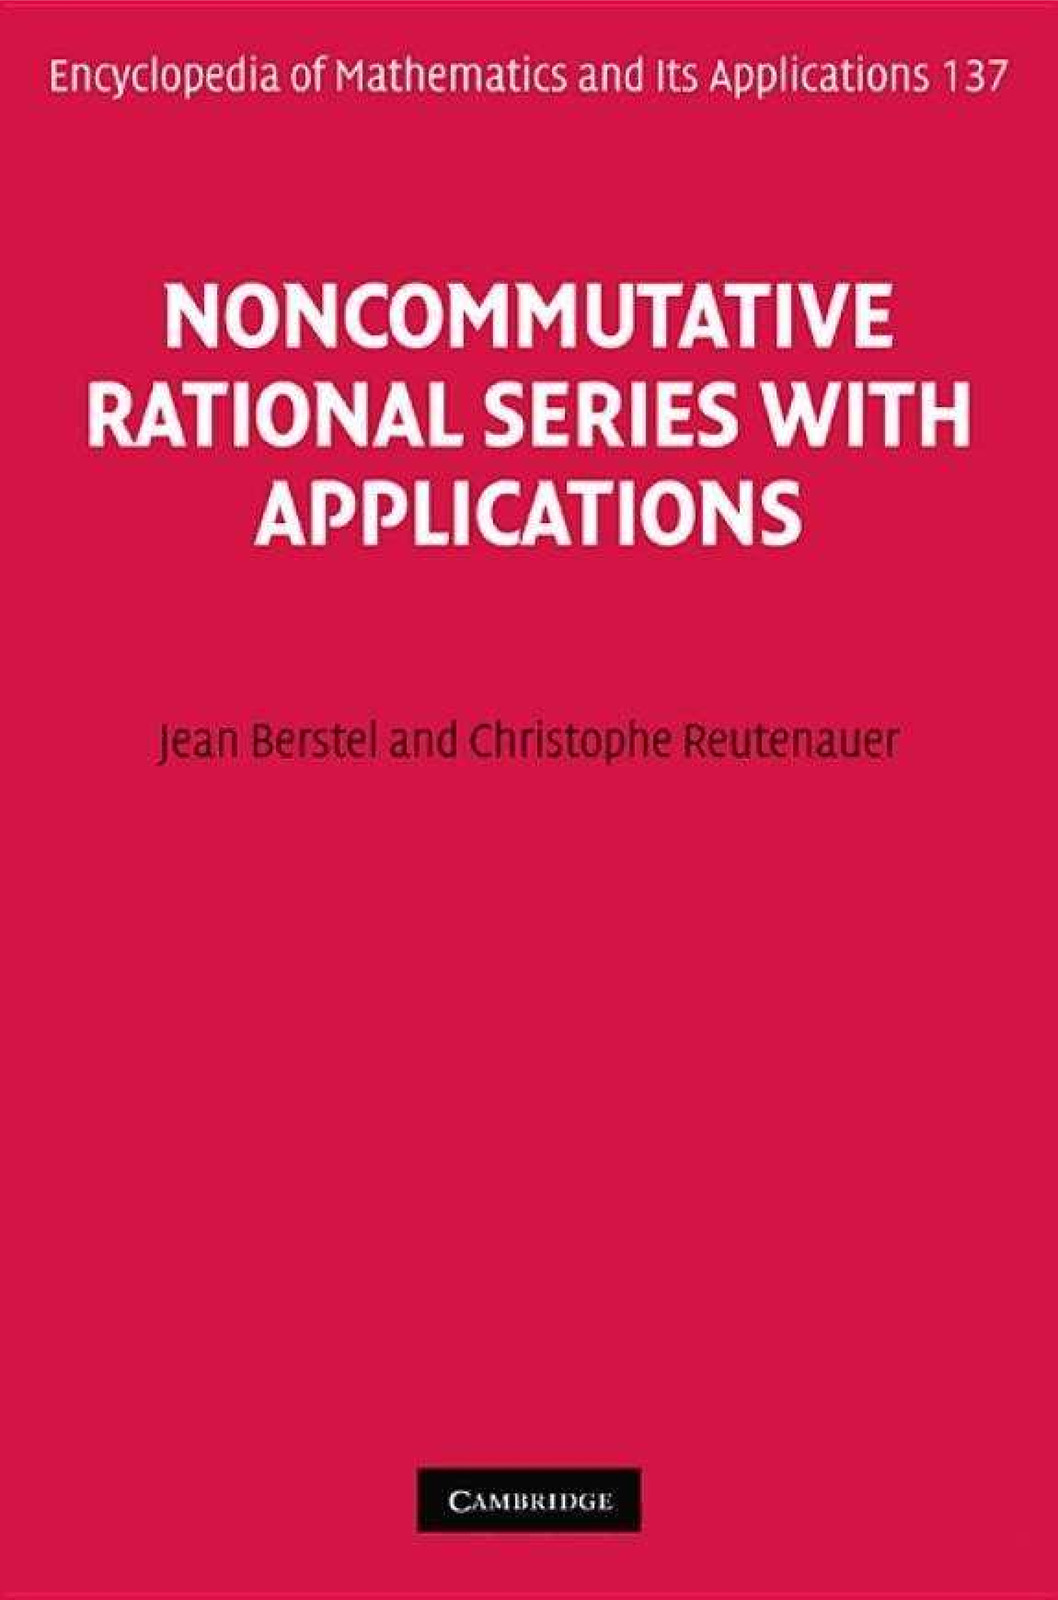 Encyclopedia of Mathematics and Its Applications 137
NONCOMMUTATIVE
RATIONAL SERIES WITH
APPLICATIONS
Jean Berstel and Christophe Reutenauer
CAMBRIDGE